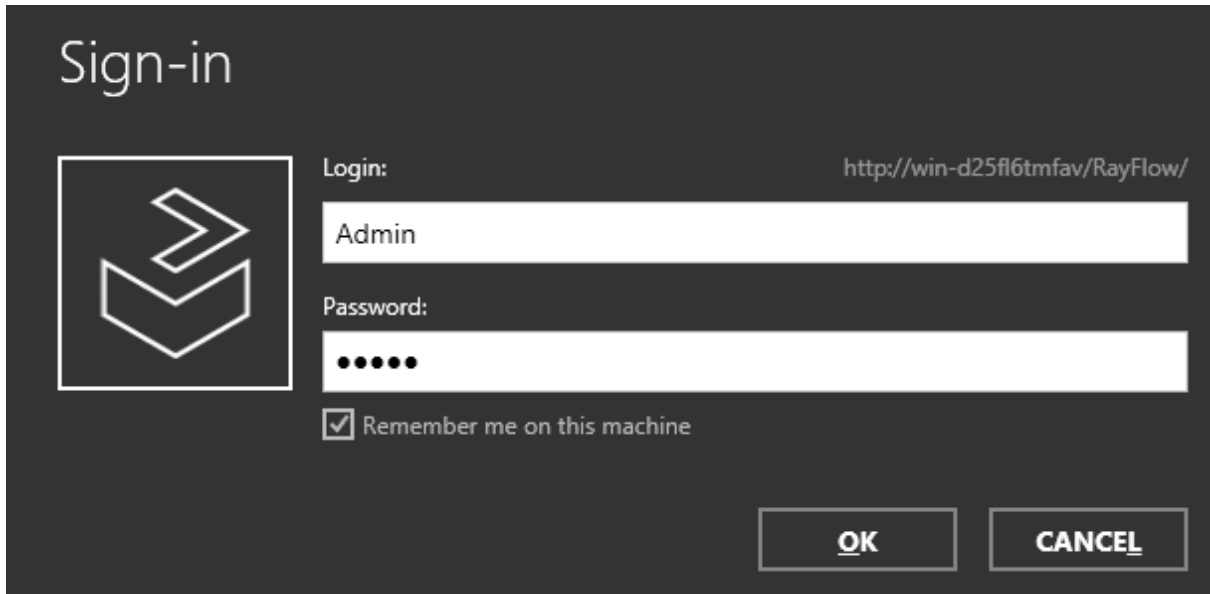 Sign-in
Login:
http://win-d25fl6tmfav/RayFlow/
Admin
Password:
●●●●●
Remember me on this machine
OK
CANCEL